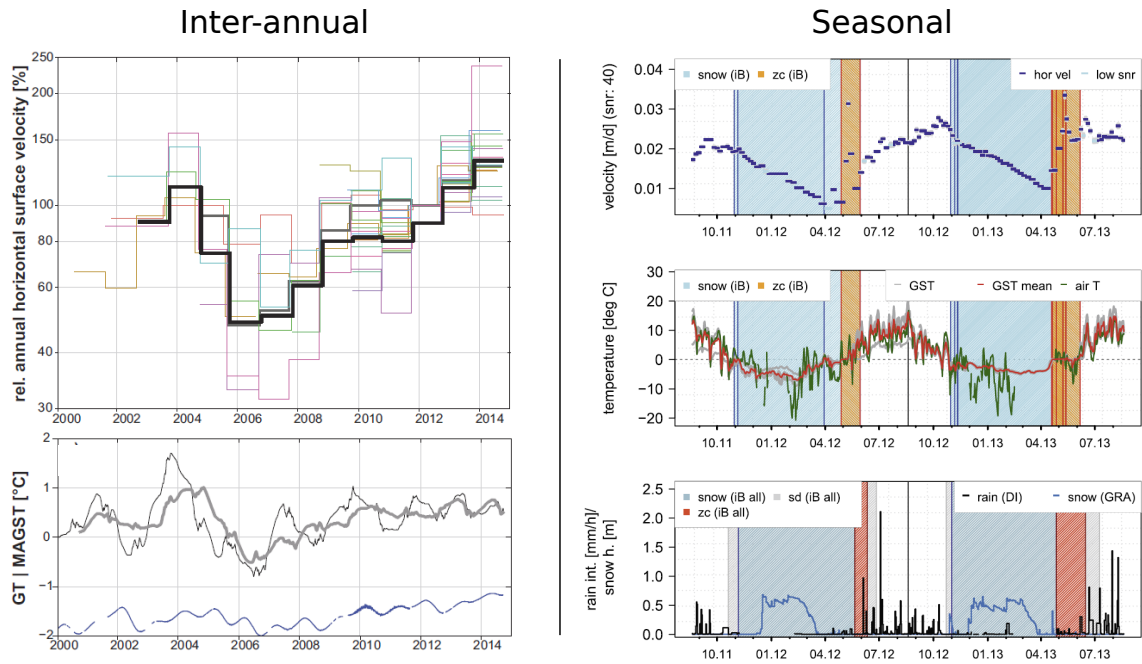 Inter-annual
rel. annual horizontal surface velocity [%]
250
200
150
100
80
60
40
30
2000 2002 2004 2006 2008 2010 2012 2014
GT | MAGST [°C]
2
1
0
−1
−2
2000 2002 2004 2006 2008 2010 2012 2014
Seasonal
velocity [m/d] (snr: 40)
0.04
0.03
0.02
0.01
snow (iB) zc (iB) hor vel low snr
10.11 01.12 04.12 07.12 10.12 01.13 04.13 07.13
temperature [deg C]
30
20
10
0
−10
−20
snow (iB) zc (iB) GST GST mean air T
10.11 01.12 04.12 07.12 10.12 01.13 04.13 07.13
rain int. [mm/h]/
snow h. [m]
2.5
2.0
1.5
1.0
0.5
0.0
snow (iB all) sd (iB all) rain (DI) snow (GRA)
zc (iB all)
10.11 01.12 04.12 07.12 10.12 01.13 04.13 07.13